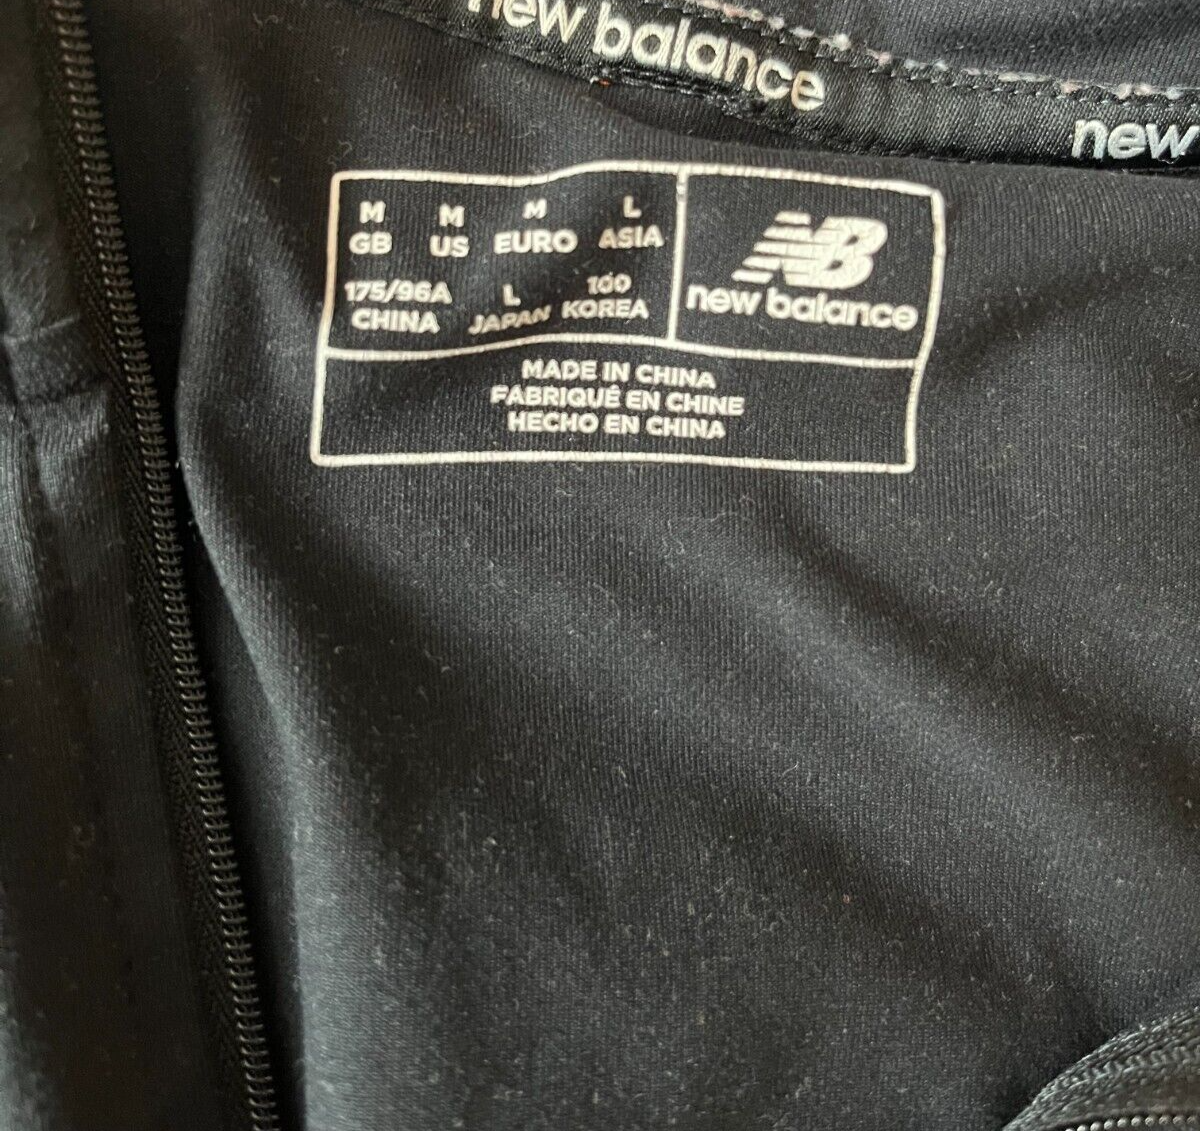 new balance
new
M M M L
GB US EURO ASIA
175/96A L 100
CHINA JAPAN KOREA
NB
new balance
MADE IN CHINA
FABRIQUÉ EN CHINE
HECHO EN CHINA